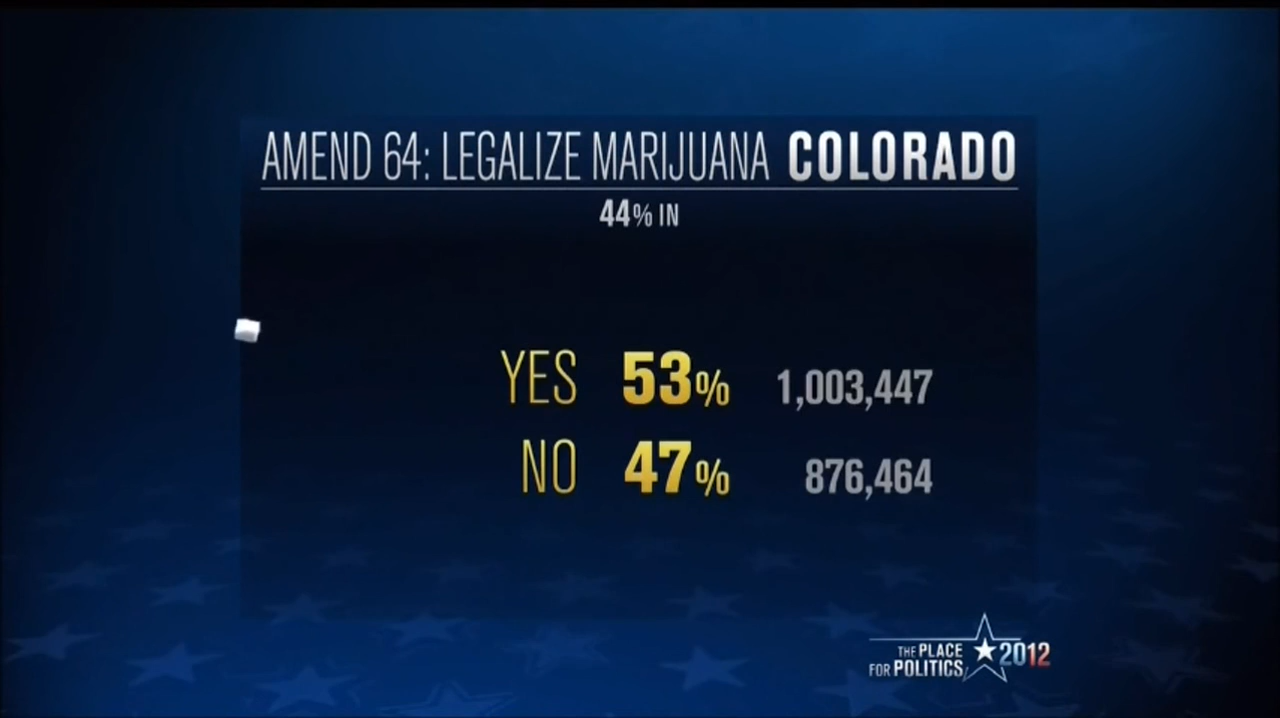 AMEND 64: LEGALIZE MARIJUANA COLORADO
44% IN
YES 53% 1,003,447
NO 47% 876,464
THE PLACE
FOR POLITICS 2012